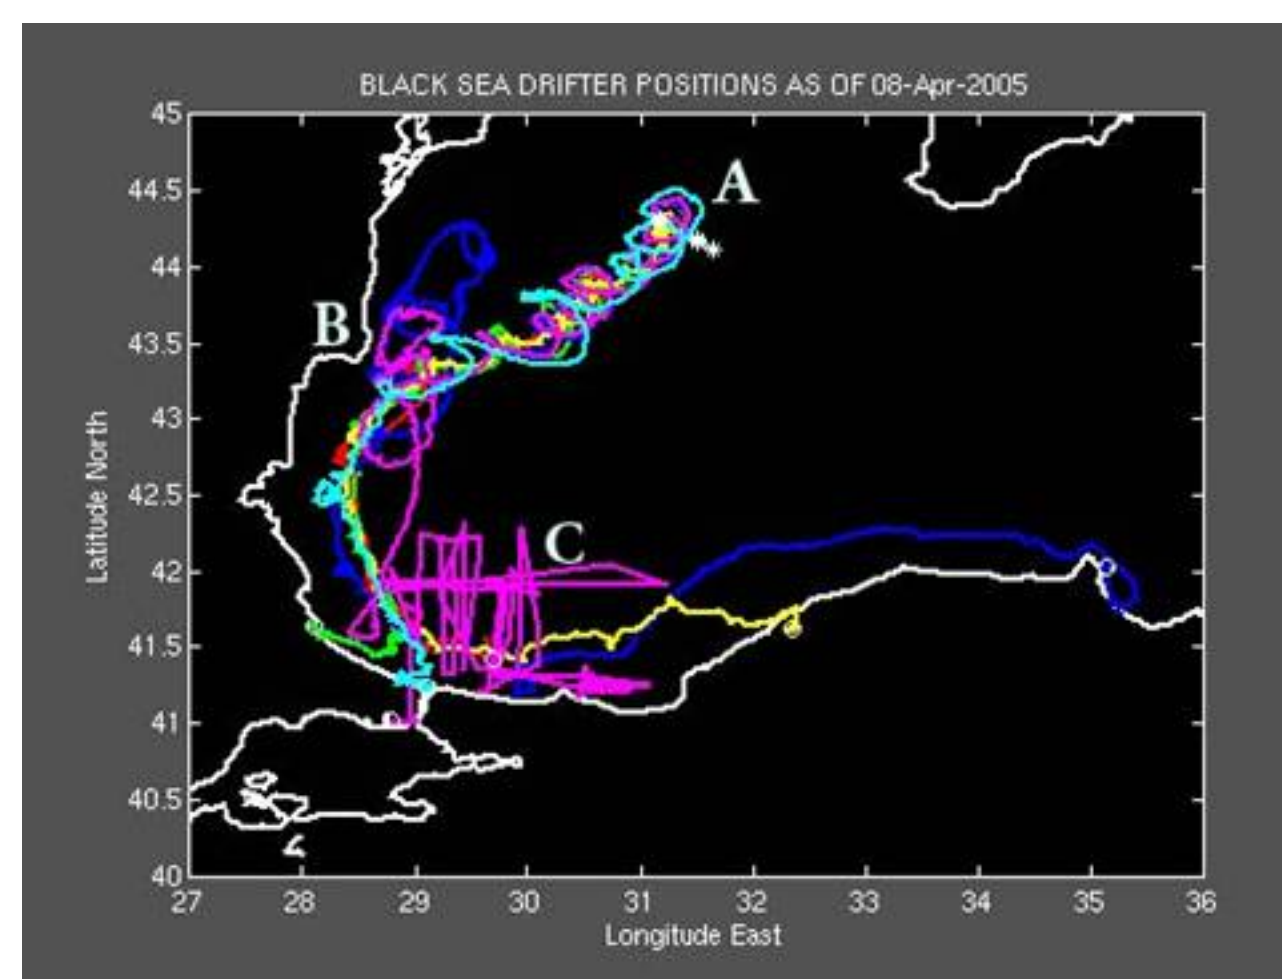 BLACK SEA DRIFTER POSITIONS AS OF 08-Apr-2005
45
44.5
44
43.5
43
42.5
42
41.5
41
40.5
40
Latitude North
A
B
C
27 28 29 30 31 32 33 34 35 36
Longitude East